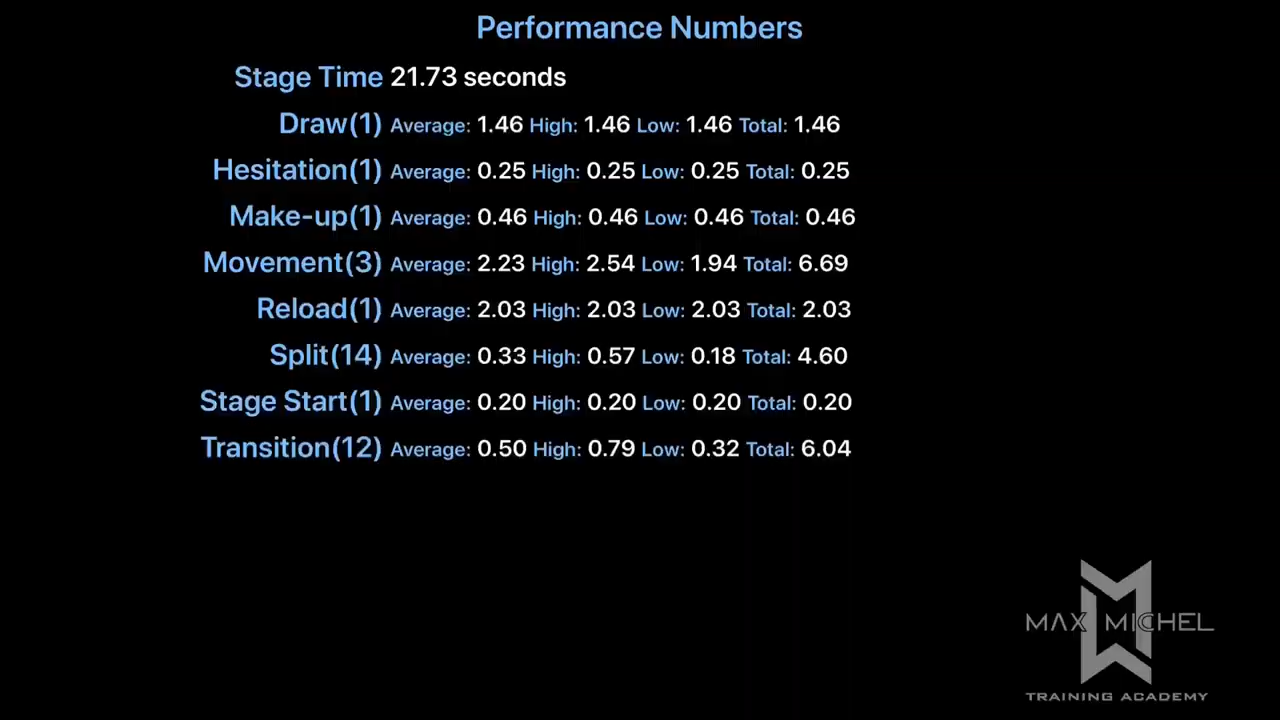 Performance Numbers
Stage Time 21.73 seconds
Draw(1) Average: 1.46 High: 1.46 Low: 1.46 Total: 1.46
Hesitation(1) Average: 0.25 High: 0.25 Low: 0.25 Total: 0.25
Make-up(1) Average: 0.46 High: 0.46 Low: 0.46 Total: 0.46
Movement(3) Average: 2.23 High: 2.54 Low: 1.94 Total: 6.69
Reload(1) Average: 2.03 High: 2.03 Low: 2.03 Total: 2.03
Split(14) Average: 0.33 High: 0.57 Low: 0.18 Total: 4.60
Stage Start(1) Average: 0.20 High: 0.20 Low: 0.20 Total: 0.20
Transition(12) Average: 0.50 High: 0.79 Low: 0.32 Total: 6.04
MAX MICHEL
TRAINING ACADEMY